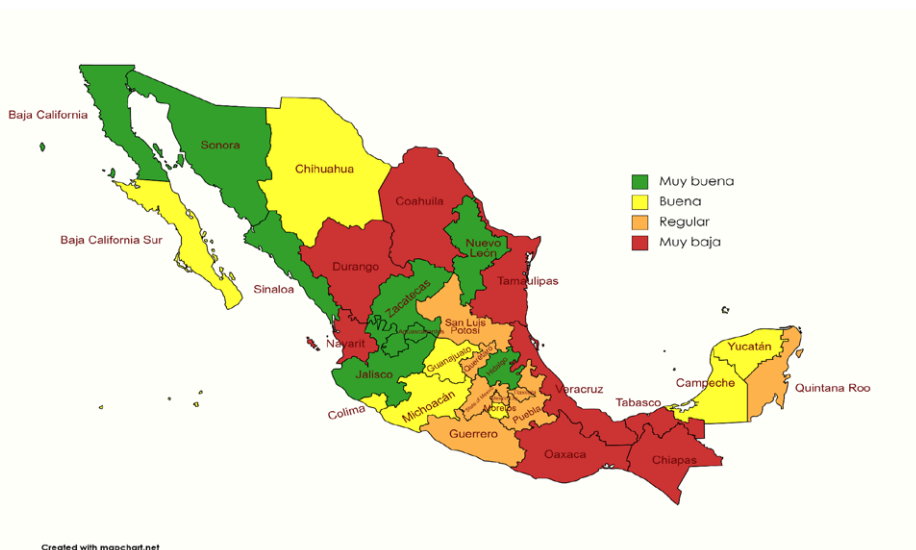 Baja California
Sonora
Chihuahua
Muy buena
Coahuila
Buena
Regular
Baja California Sur
Nuevo
León
Muy baja
Durango
Tamaulipas
Sinaloa
Zacatecas
San Luis
Potosí
Aguascalientes
Nayarit
Yucatán
Guanajuato
Querétaro
Hidalgo
Jalisco
Campeche
Quintana Roo
Veracruz
Tabasco
Colima
Michoacán
Morelos
Puebla
Guerrero
Oaxaca
Chiapas
Created with mapchart.net